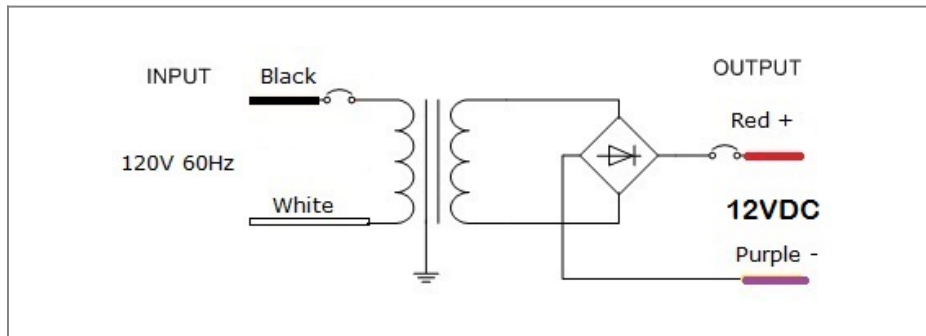 INPUT
Black
OUTPUT
Red +
120V 60Hz
White
12VDC
Purple -